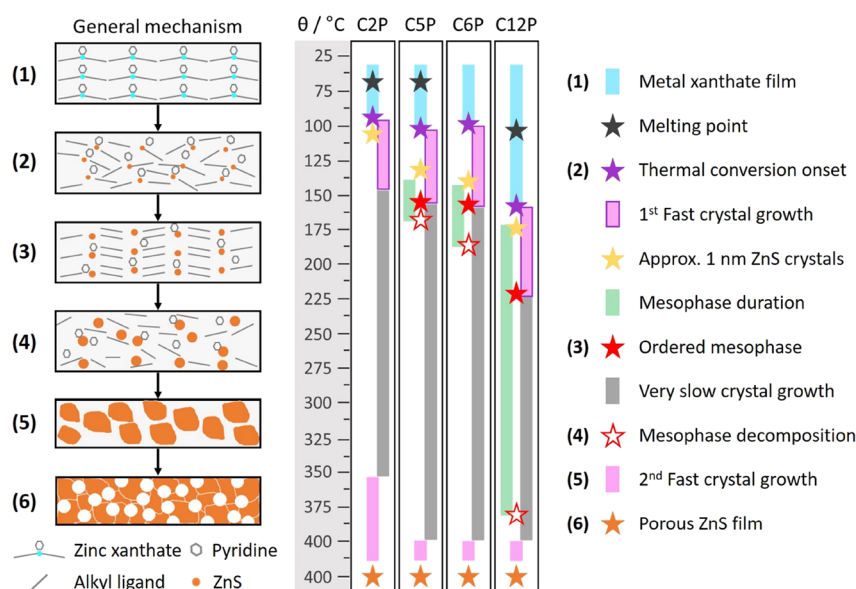 General mechanism
(1)
(2)
(3)
(4)
(5)
(6)
Zinc xanthate
Pyridine
Alkyl ligand
ZnS
θ / °C C2P C5P C6P C12P
25
75
100
125
150
175
200
225
250
275
300
325
350
375
400
400
(1) Metal xanthate film
Melting point
(2) Thermal conversion onset
1st Fast crystal growth
Approx. 1 nm ZnS crystals
Mesophase duration
(3) Ordered mesophase
Very slow crystal growth
(4) Mesophase decomposition
(5) 2nd Fast crystal growth
(6) Porous ZnS film